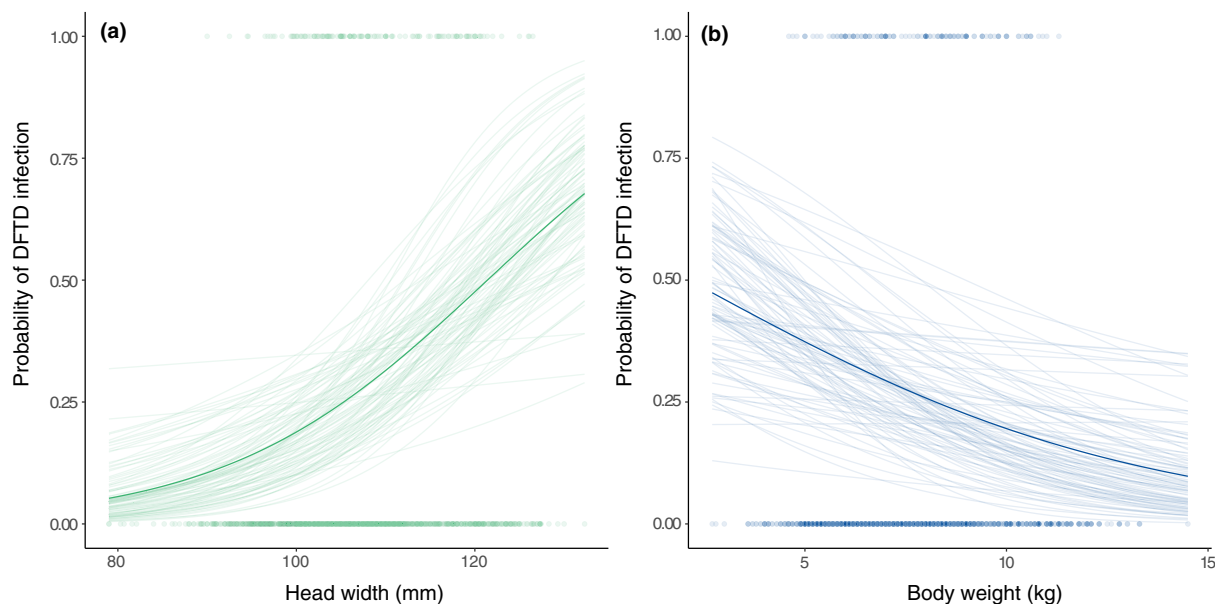 (a)
Probability of DFTD infection
1.00
0.75
0.50
0.25
0.00
80
100
120
Head width (mm)
(b)
Probability of DFTD infection
1.00
0.75
0.50
0.25
0.00
5
10
15
Body weight (kg)